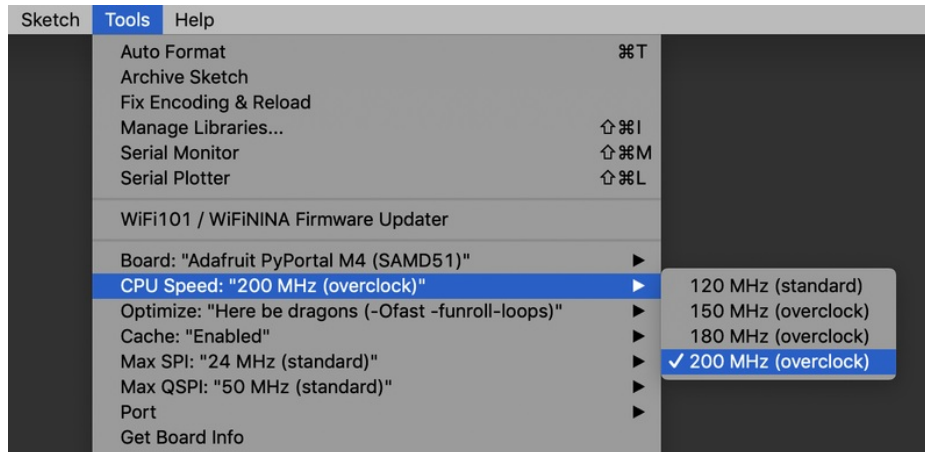 Sketch Tools Help
Auto Format ⌘T
Archive Sketch
Fix Encoding & Reload
Manage Libraries... ⇧⌘I
Serial Monitor ⇧⌘M
Serial Plotter ⇧⌘L
WiFi101 / WiFiNINA Firmware Updater
Board: "Adafruit PyPortal M4 (SAMD51)" ▶
CPU Speed: "200 MHz (overclock)" ▶
Optimize: "Here be dragons (-Ofast -funroll-loops)" ▶
Cache: "Enabled" ▶
Max SPI: "24 MHz (standard)" ▶
Max QSPI: "50 MHz (standard)" ▶
Port ▶
Get Board Info
120 MHz (standard)
150 MHz (overclock)
180 MHz (overclock)
✓ 200 MHz (overclock)